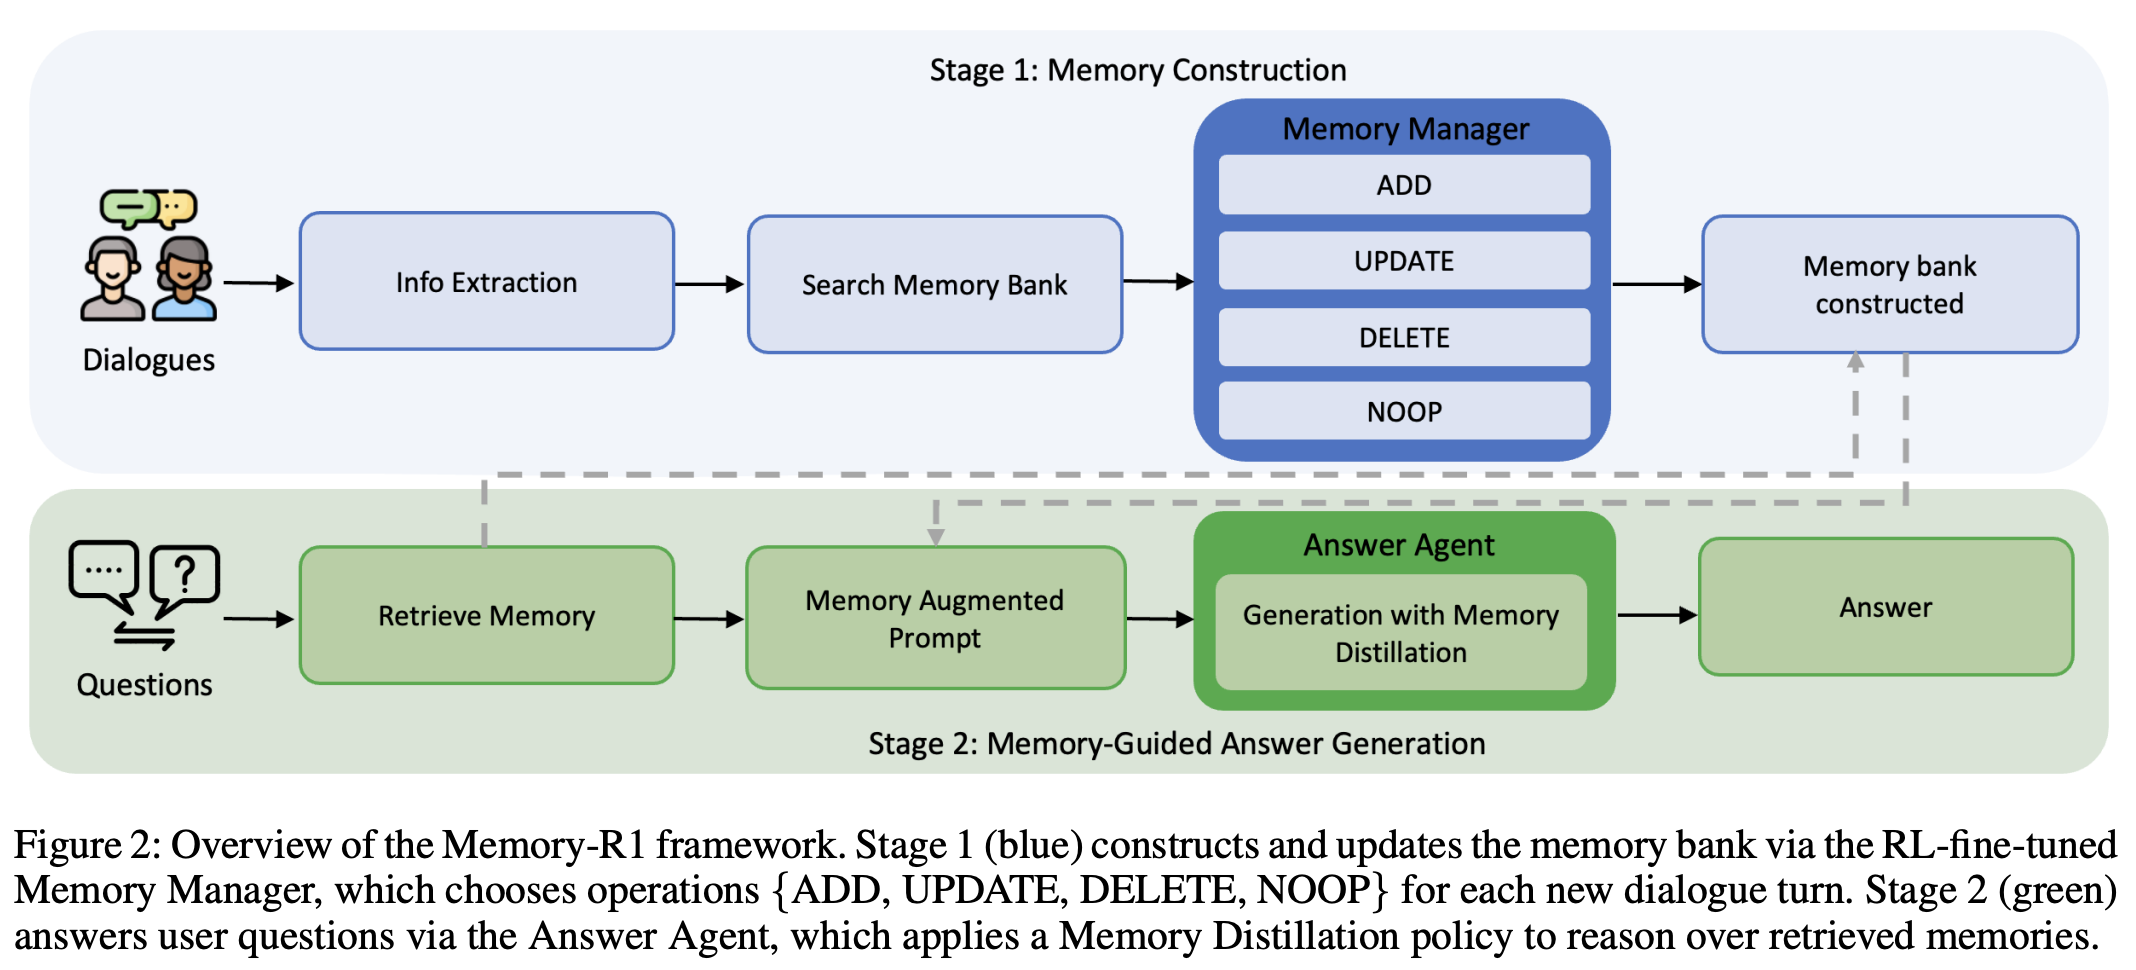 Stage 1: Memory Construction
Memory Manager
ADD
UPDATE
DELETE
NOOP
Info Extraction
Search Memory Bank
Memory bank
constructed
Dialogues
Retrieve Memory
Memory Augmented
Prompt
Answer Agent
Generation with Memory
Distillation
Answer
....
?
Questions
Stage 2: Memory-Guided Answer Generation
Figure 2: Overview of the Memory-R1 framework. Stage 1 (blue) constructs and updates the memory bank via the RL-fine-tuned
Memory Manager, which chooses operations {ADD, UPDATE, DELETE, NOOP} for each new dialogue turn. Stage 2 (green)
answers user questions via the Answer Agent, which applies a Memory Distillation policy to reason over retrieved memories.